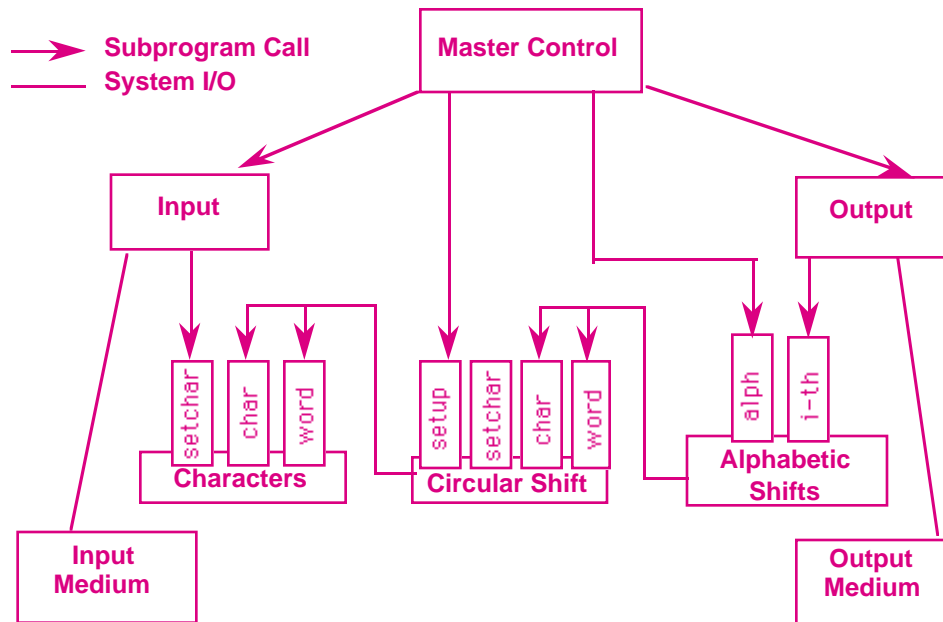 Subprogram Call
System I/O
Master Control
Input
Output
setchar
char
word
setup
setchar
char
word
alph
i-th
Characters
Circular Shift
Alphabetic
Shifts
Input
Medium
Output
Medium